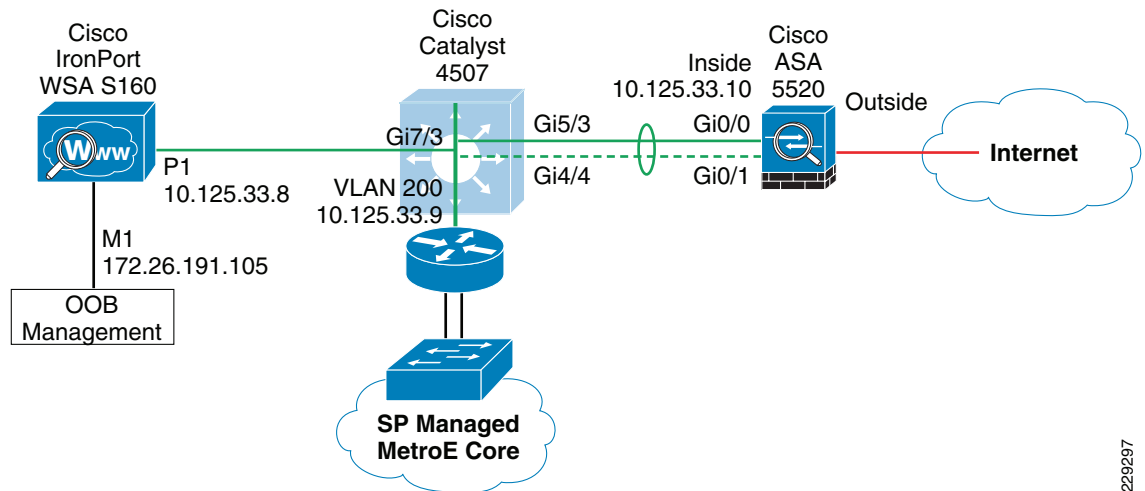 Cisco
IronPort
WSA S160
Www
P1
10.125.33.8
M1
172.26.191.105
OOB
Management
Cisco
Catalyst
4507
Gi7/3
VLAN 200
10.125.33.9
Gi5/3
Gi4/4
Inside
10.125.33.10
Gi0/0
Gi0/1
Cisco
ASA
5520
Outside
Internet
SP Managed
MetroE Core
229297